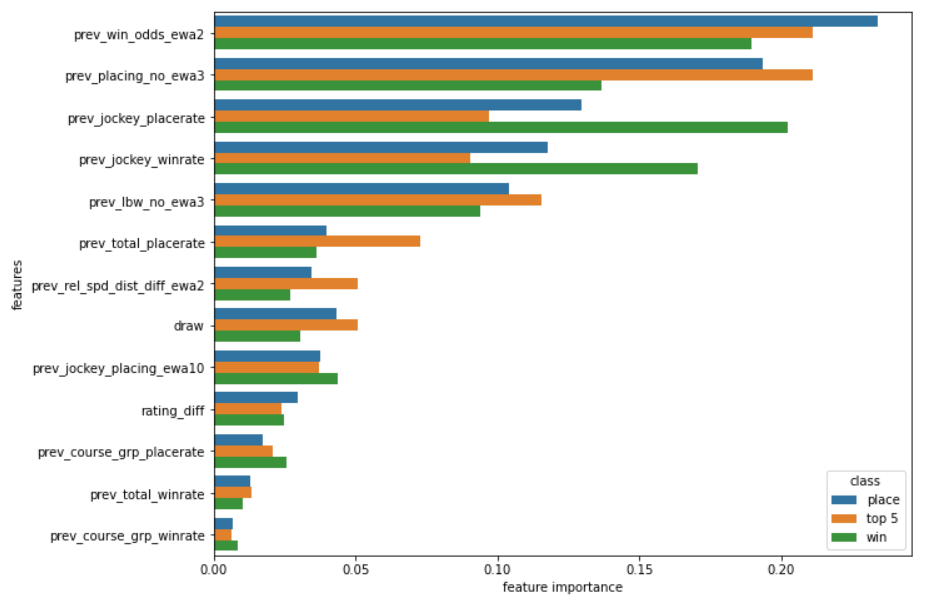 prev_win_odds_ewa2
prev_placing_no_ewa3
prev_jockey_placerate
prev_jockey_winrate
prev_lbw_no_ewa3
prev_total_placerate
prev_rel_spd_dist_diff_ewa2
draw
prev_jockey_placing_ewa10
rating_diff
prev_course_grp_placerate
prev_total_winrate
prev_course_grp_winrate
features
class
place
top 5
win
0.00 0.05 0.10 0.15 0.20
feature importance